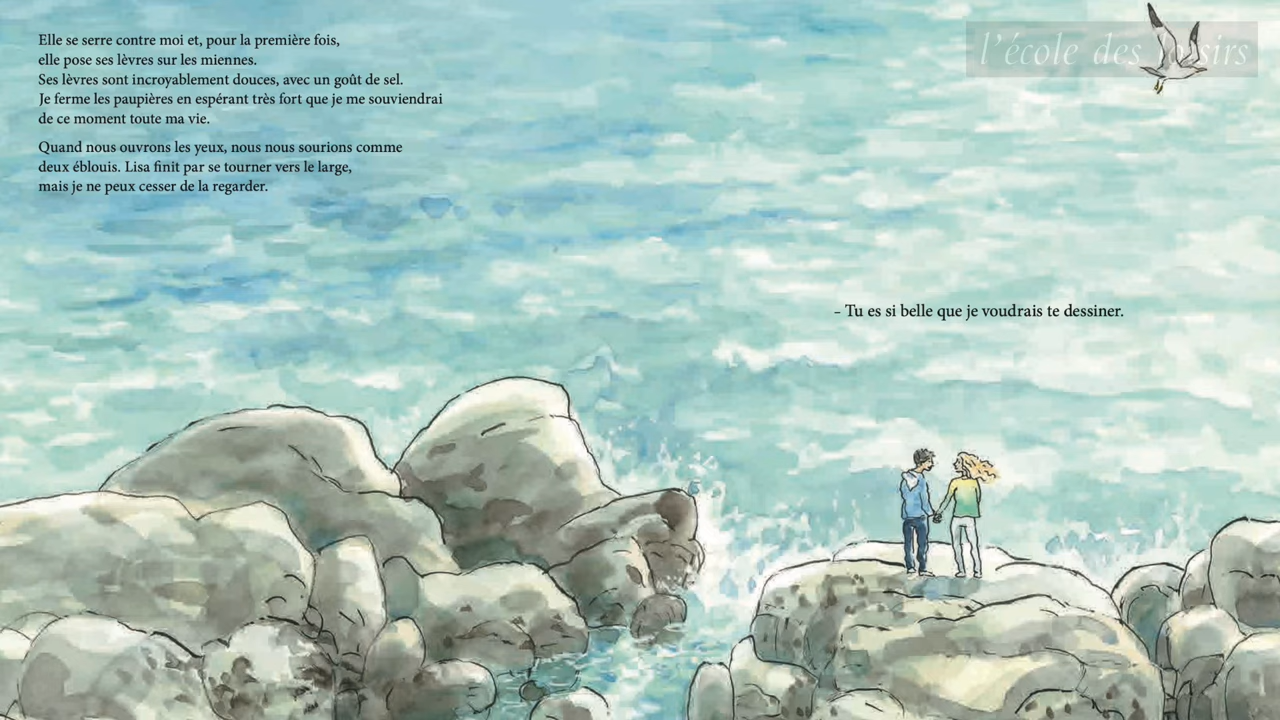 Elle se serre contre moi et, pour la première fois,
elle pose ses lèvres sur les miennes.
Ses lèvres sont incroyablement douces, avec un goût de sel.
Je ferme les paupières en espérant très fort que je me souviendrai
de ce moment toute ma vie.
Quand nous ouvrons les yeux, nous nous sourions comme
deux éblouis. Lisa finit par se tourner vers le large,
mais je ne peux cesser de la regarder.
l'école des loisirs
– Tu es si belle que je voudrais te dessiner.